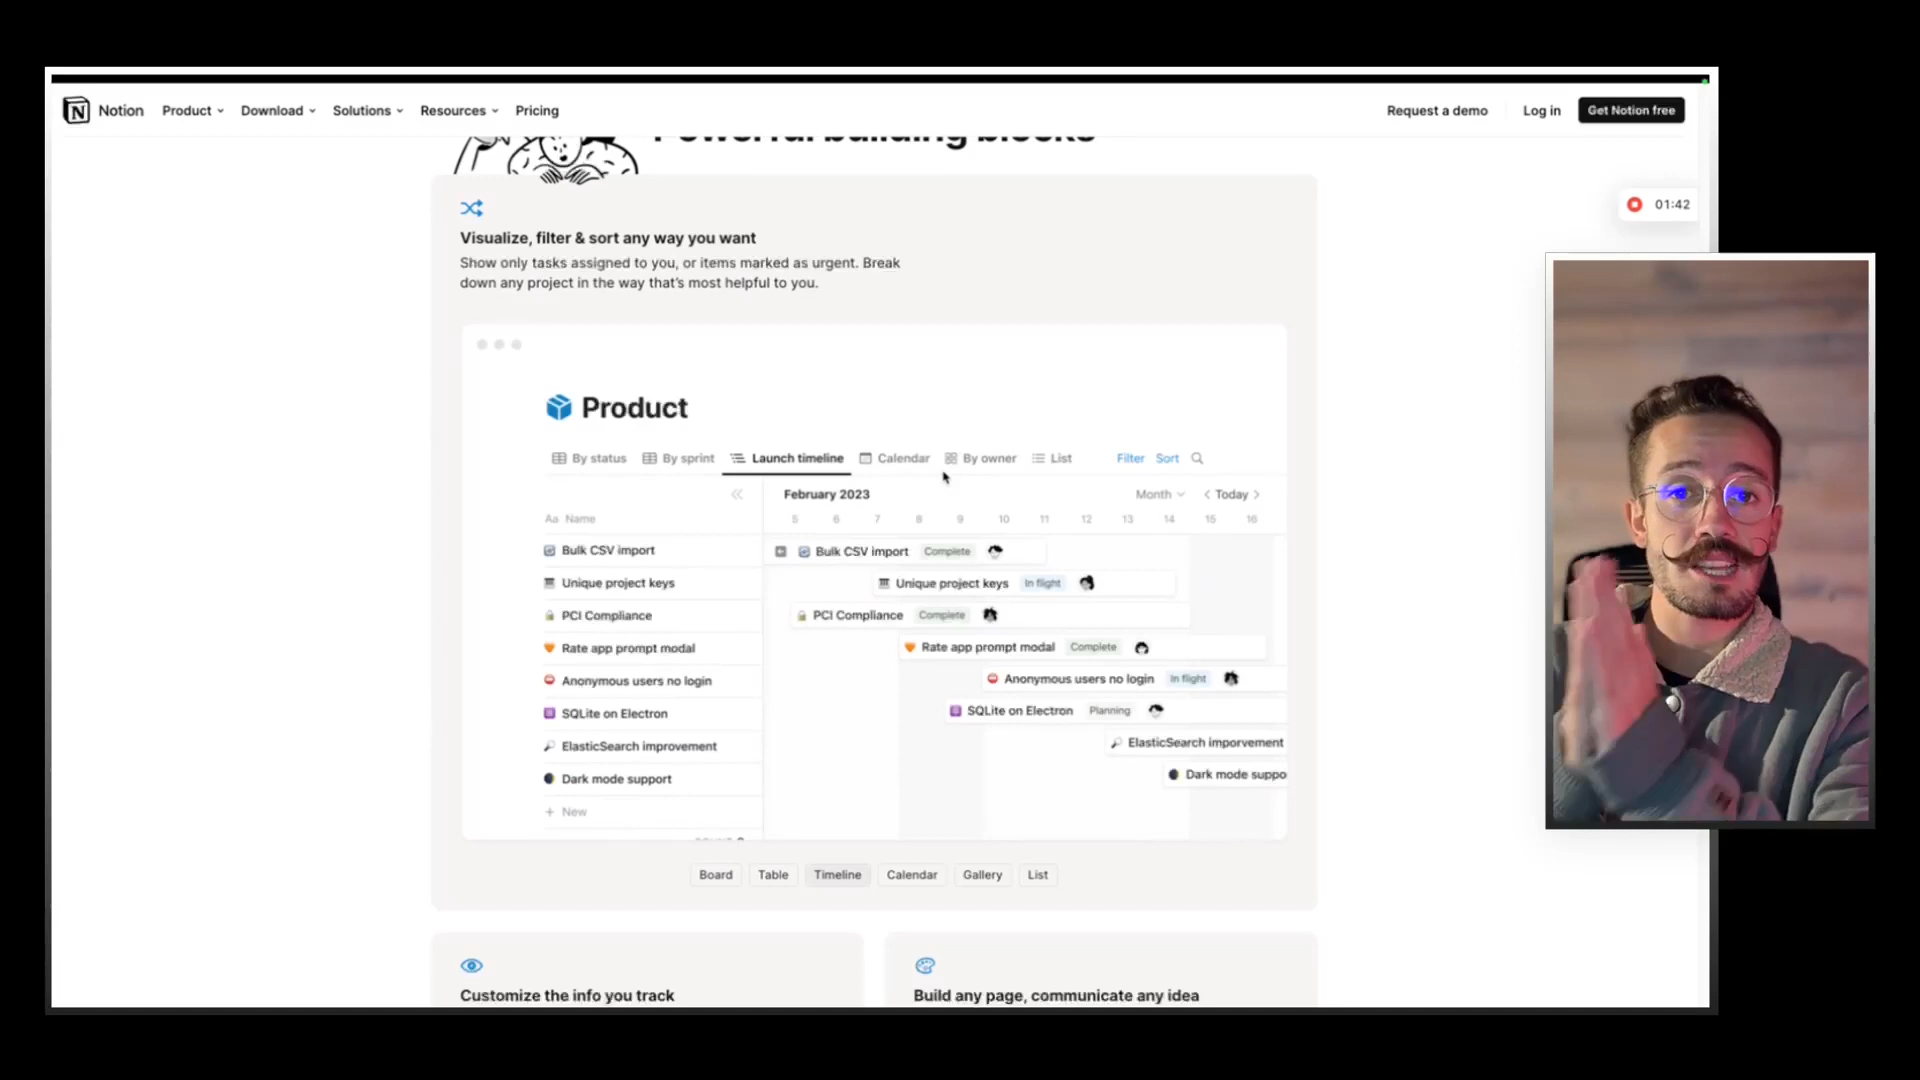 Notion Product Download Solutions Resources Pricing Request a demo Log in Get Notion free
Powerful building blocks
01:42
Visualize, filter & sort any way you want
Show only tasks assigned to you, or items marked as urgent. Break
down any project in the way that's most helpful to you.
Product
By status By sprint Launch timeline Calendar By owner List Filter Sort
February 2023 Month Today
Aa Name 5 6 7 8 9 10 11 12 13 14 15 16
Bulk CSV import Bulk CSV import Complete
Unique project keys Unique project keys In flight
PCI Compliance PCI Compliance Complete
Rate app prompt modal Rate app prompt modal Complete
Anonymous users no login Anonymous users no login In flight
SQLite on Electron SQLite on Electron Planning
ElasticSearch improvement ElasticSearch imporvement
Dark mode support Dark mode suppo
+ New
Board Table Timeline Calendar Gallery List
Customize the info you track Build any page, communicate any idea